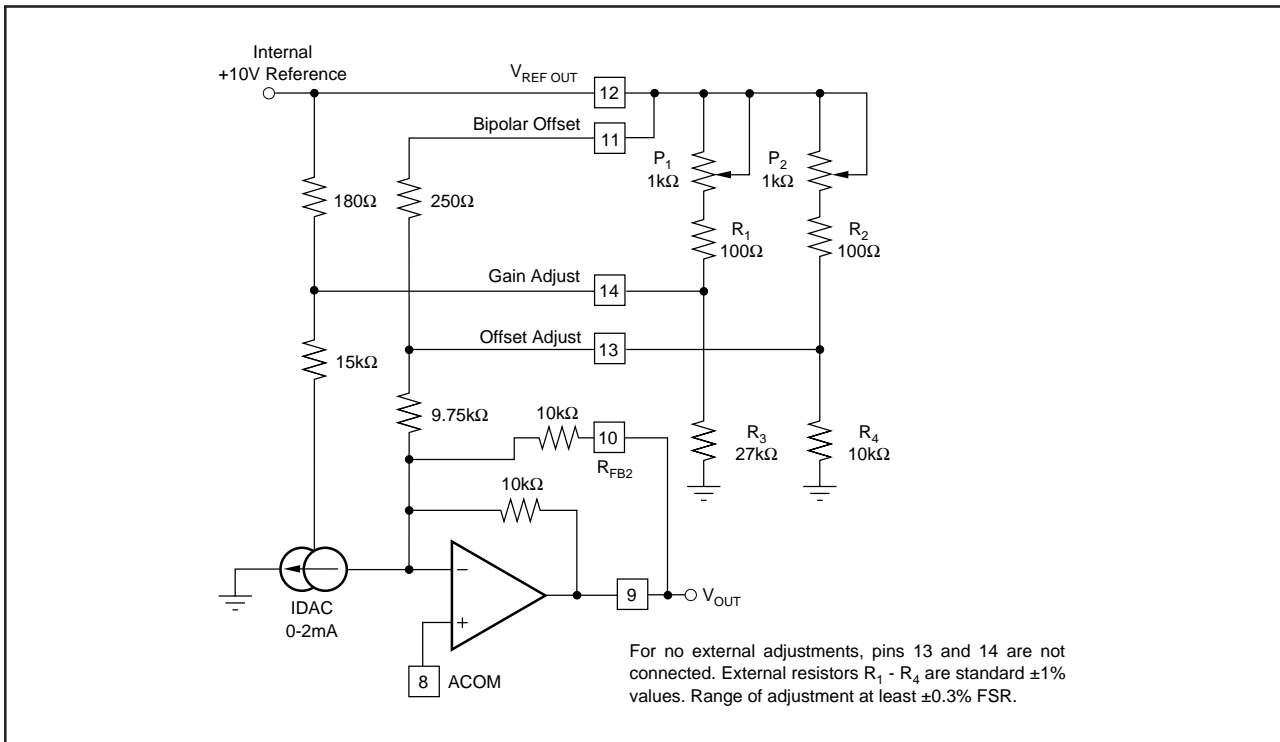 Internal
+10V Reference
V_REF OUT
12
Bipolar Offset
11
P1
1kΩ
P2
1kΩ
180Ω
250Ω
R1
100Ω
R2
100Ω
Gain Adjust
14
Offset Adjust
13
15kΩ
9.75kΩ
10kΩ
10
R_FB2
R3
27kΩ
R4
10kΩ
10kΩ
–
+
IDAC
0-2mA
9
V_OUT
8
ACOM
For no external adjustments, pins 13 and 14 are not
connected. External resistors R1 - R4 are standard ±1%
values. Range of adjustment at least ±0.3% FSR.